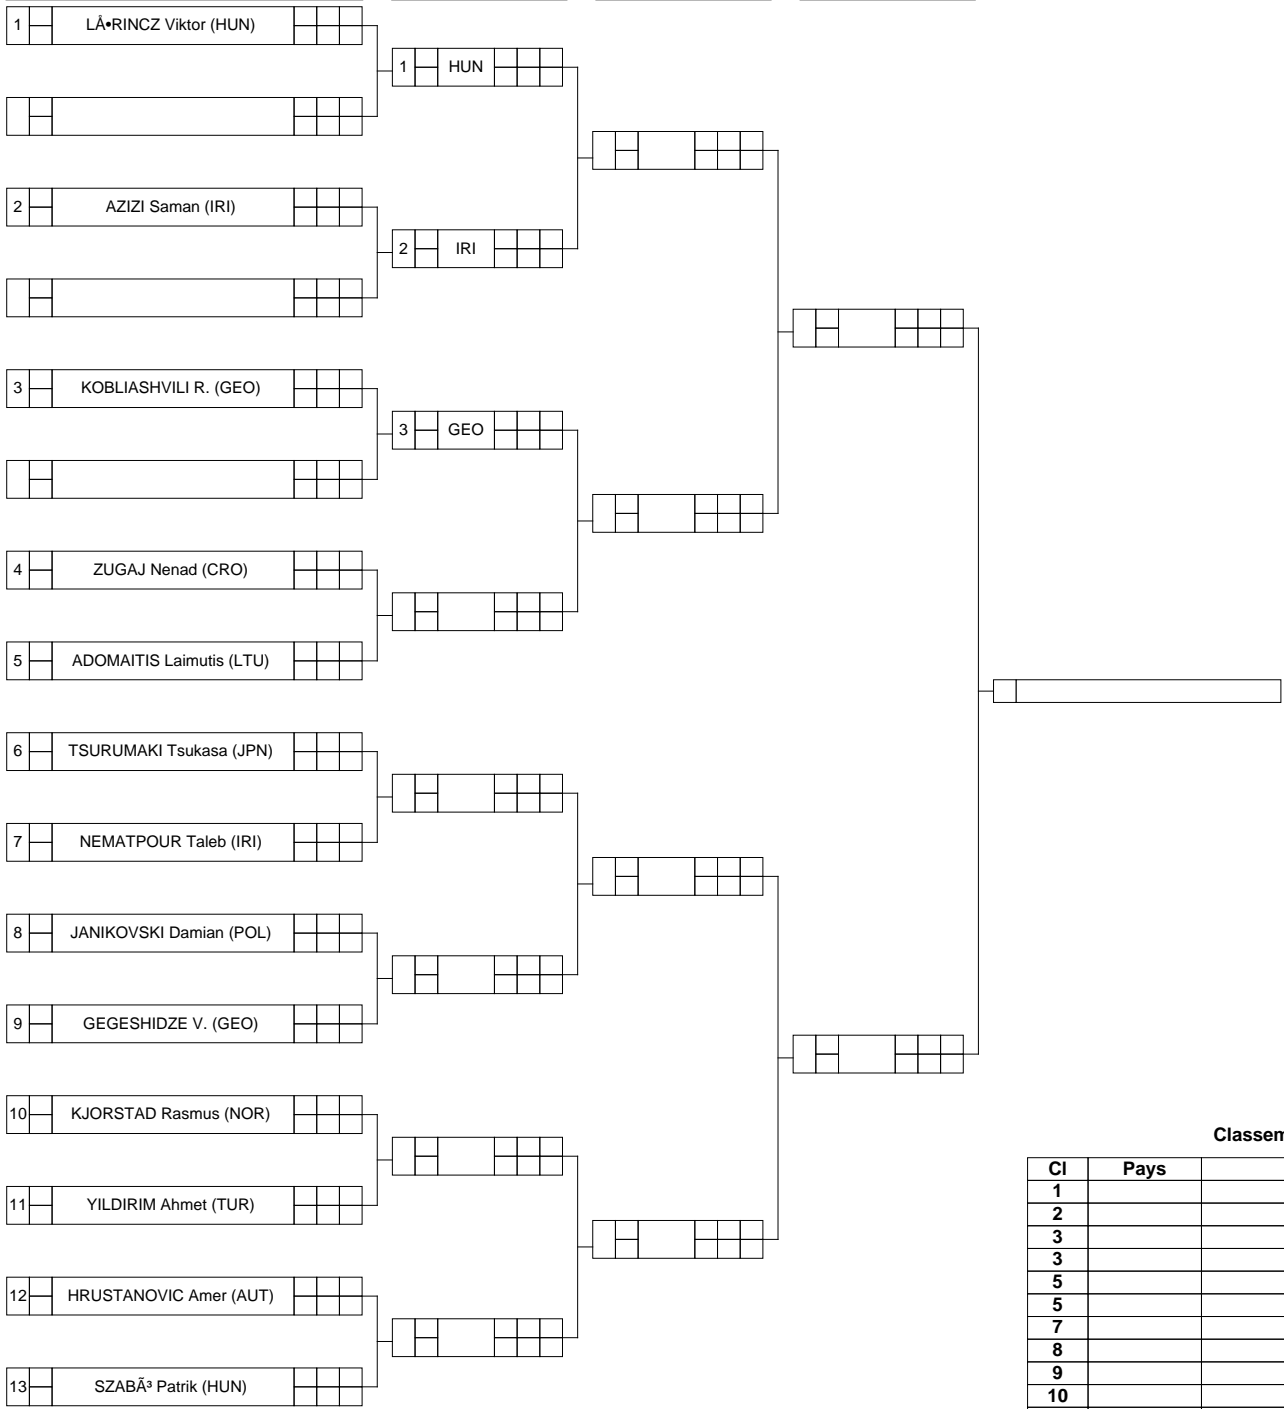 1 LÅ•RINCZ Viktor (HUN)
1 HUN
2 AZIZI Saman (IRI)
2 IRI
3 KOBLIASHVILI R. (GEO)
3 GEO
4 ZUGAJ Nenad (CRO)
5 ADOMAITIS Laimutis (LTU)
6 TSURUMAKI Tsukasa (JPN)
7 NEMATPOUR Taleb (IRI)
8 JANIKOVSKI Damian (POL)
9 GEGESHIDZE V. (GEO)
10 KJORSTAD Rasmus (NOR)
11 YILDIRIM Ahmet (TUR)
12 HRUSTANOVIC Amer (AUT)
13 SZABÃ³ Patrik (HUN)
Classem
Cl Pays
1
2
3
3
5
5
7
8
9
10